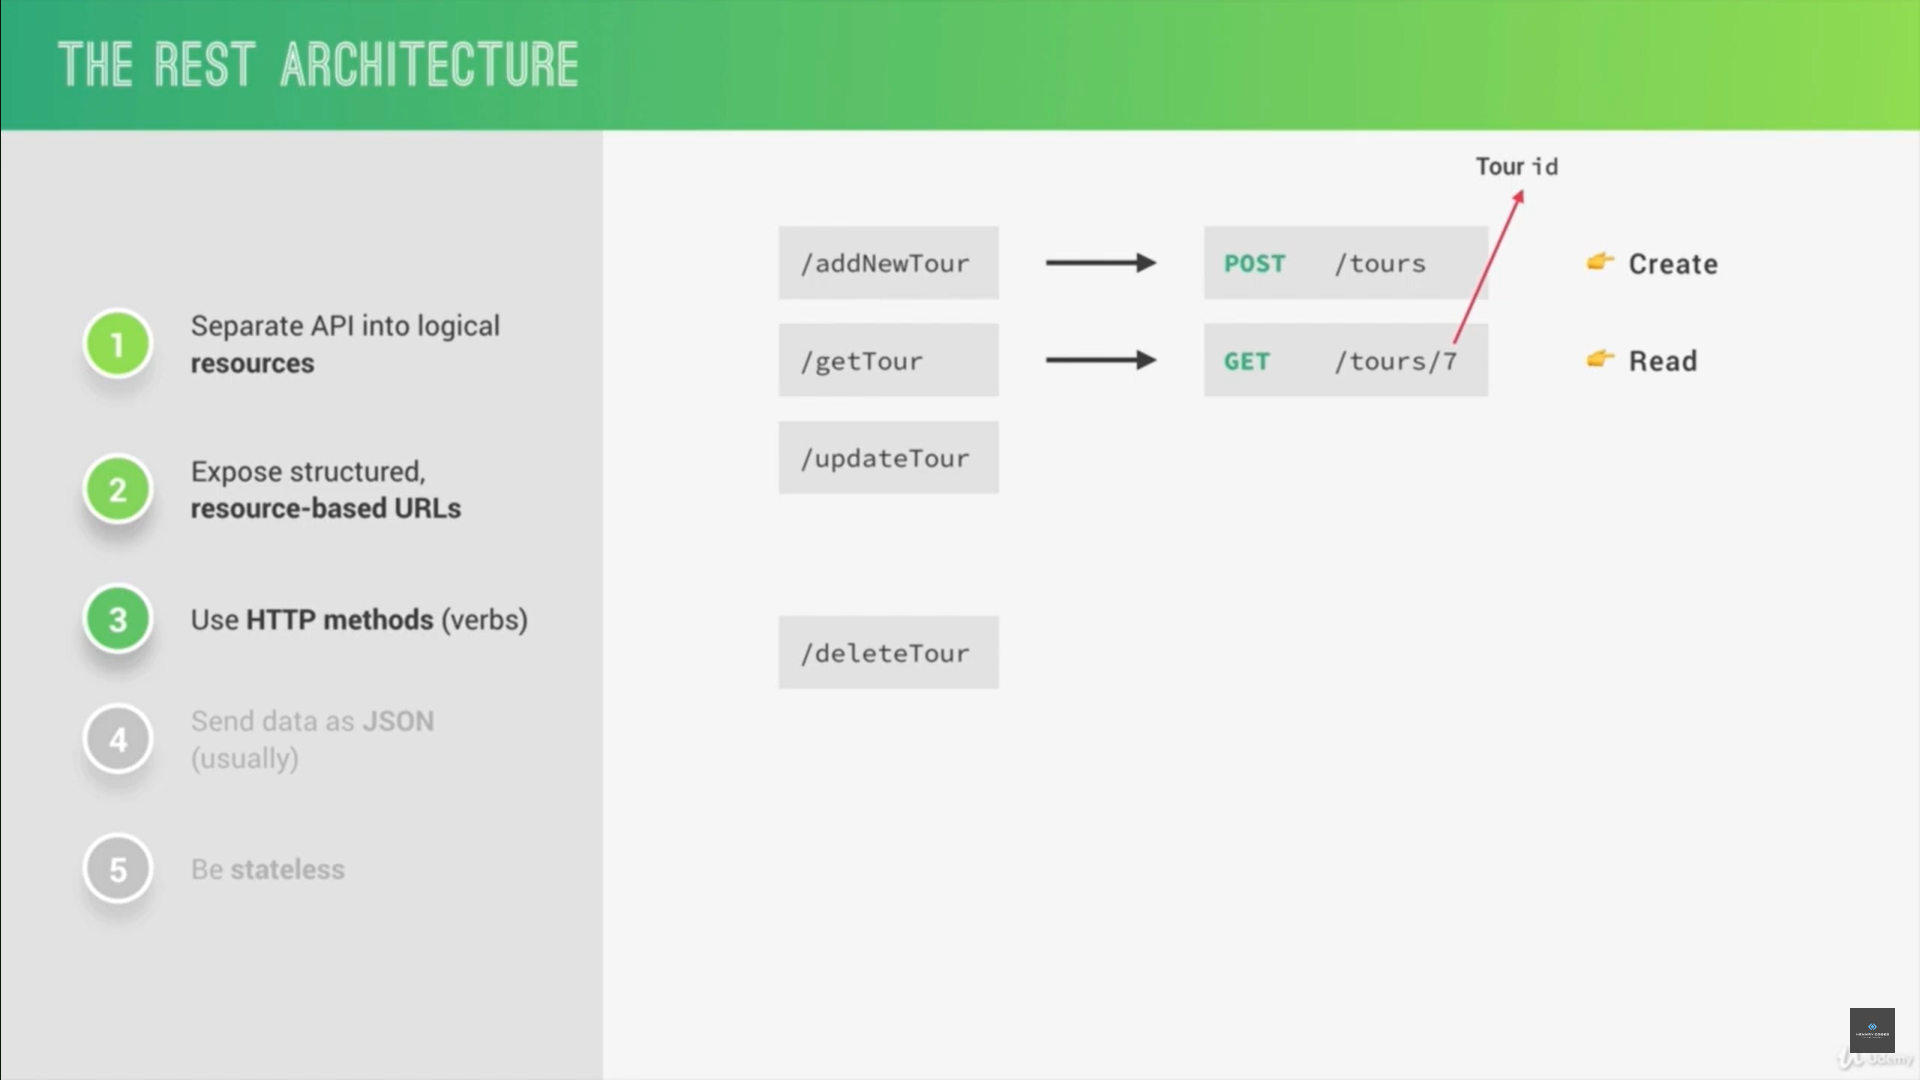 THE REST ARCHITECTURE
1 Separate API into logical
resources
2 Expose structured,
resource-based URLs
3 Use HTTP methods (verbs)
4 Send data as JSON
(usually)
5 Be stateless
Tour id
/addNewTour POST /tours 👉 Create
/getTour GET /tours/7 👉 Read
/updateTour
/deleteTour
Udemy